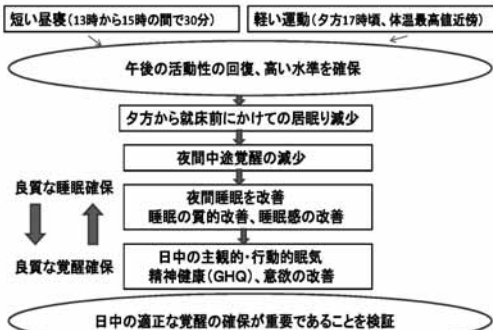 短い昼寝(13時から15時の間で30分)
軽い運動(夕方17時頃、体温最高値近傍)
午後の活動性の回復、高い水準を確保
夕方から就床前にかけての居眠り減少
夜間中途覚醒の減少
良質な睡眠確保
夜間睡眠を改善
睡眠の質的改善、睡眠感の改善
良質な覚醒確保
日中の主観的・行動的眠気
精神健康(GHQ)、意欲の改善
日中の適正な覚醒の確保が重要であることを検証